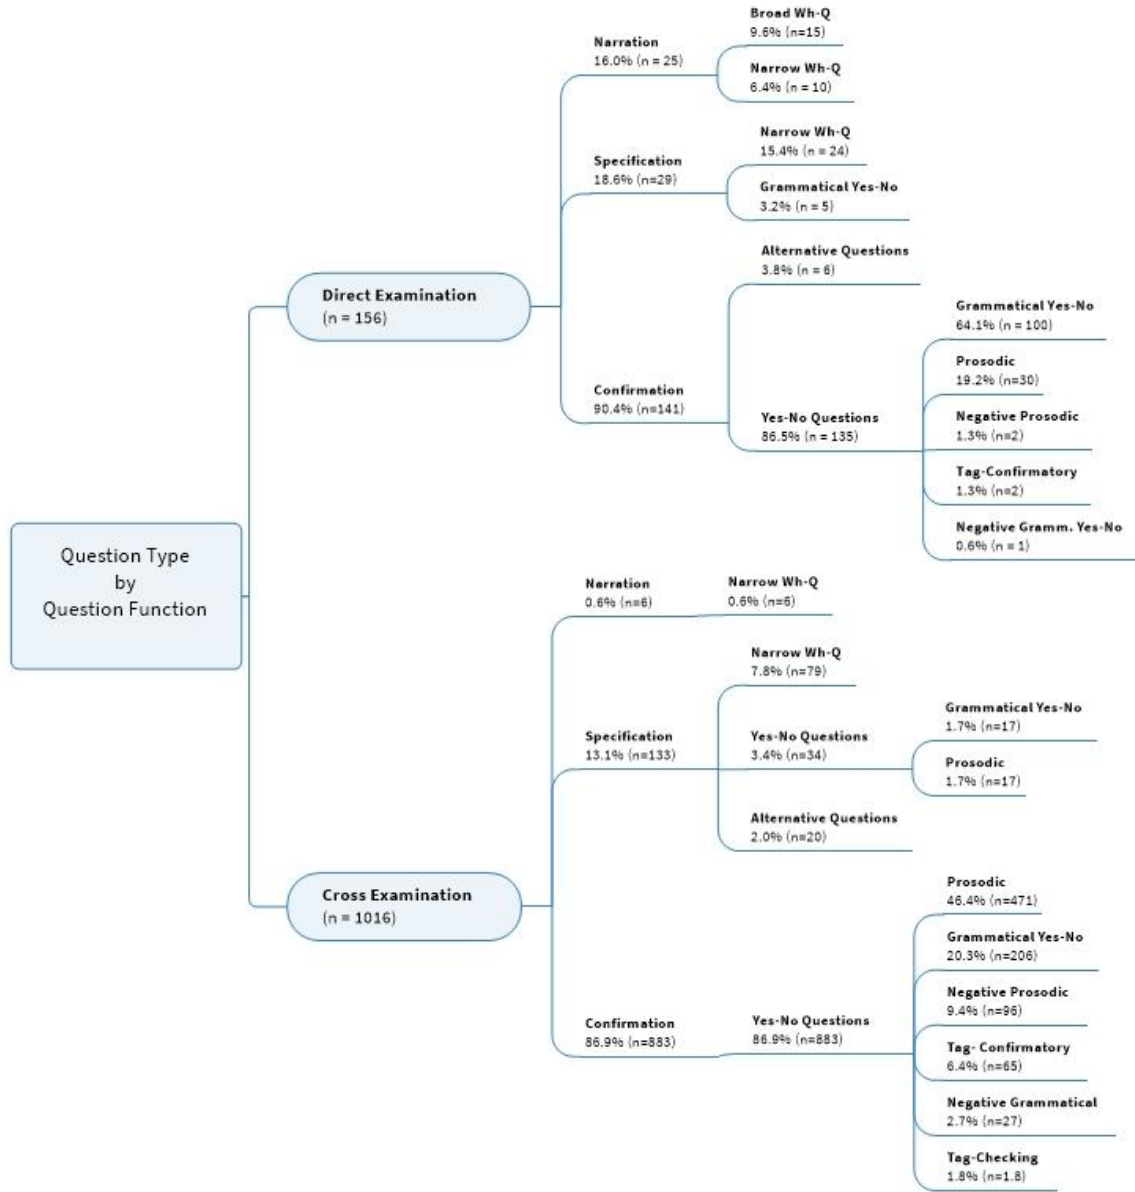 Question Type
by
Question Function
Direct Examination
(n = 156)
Narration
16.0% (n = 25)
Broad Wh-Q
9.6% (n=15)
Narrow Wh-Q
6.4% (n = 10)
Specification
18.6% (n=29)
Narrow Wh-Q
15.4% (n = 24)
Grammatical Yes-No
3.2% (n = 5)
Confirmation
90.4% (n=141)
Alternative Questions
3.8% (n = 6)
Yes-No Questions
86.5% (n = 135)
Grammatical Yes-No
64.1% (n = 100)
Prosodic
19.2% (n=30)
Negative Prosodic
1.3% (n=2)
Tag-Confirmatory
1.3% (n=2)
Negative Gramm. Yes-No
0.6% (n = 1)
Cross Examination
(n = 1016)
Narration
0.6% (n=6)
Narrow Wh-Q
0.6% (n=6)
Specification
13.1% (n=133)
Narrow Wh-Q
7.8% (n=79)
Yes-No Questions
3.4% (n=34)
Grammatical Yes-No
1.7% (n=17)
Prosodic
1.7% (n=17)
Alternative Questions
2.0% (n=20)
Confirmation
86.9% (n=883)
Yes-No Questions
86.9% (n=883)
Prosodic
46.4% (n=471)
Grammatical Yes-No
20.3% (n=206)
Negative Prosodic
9.4% (n=96)
Tag- Confirmatory
6.4% (n=65)
Negative Grammatical
2.7% (n=27)
Tag-Checking
1.8% (n=1.8)